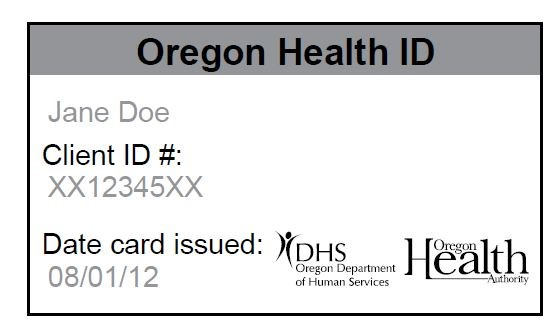 Oregon Health ID
Jane Doe
Client ID #:
XX12345XX
Date card issued:
08/01/12
DHS
Oregon Department
of Human Services
Oregon
Health
Authority